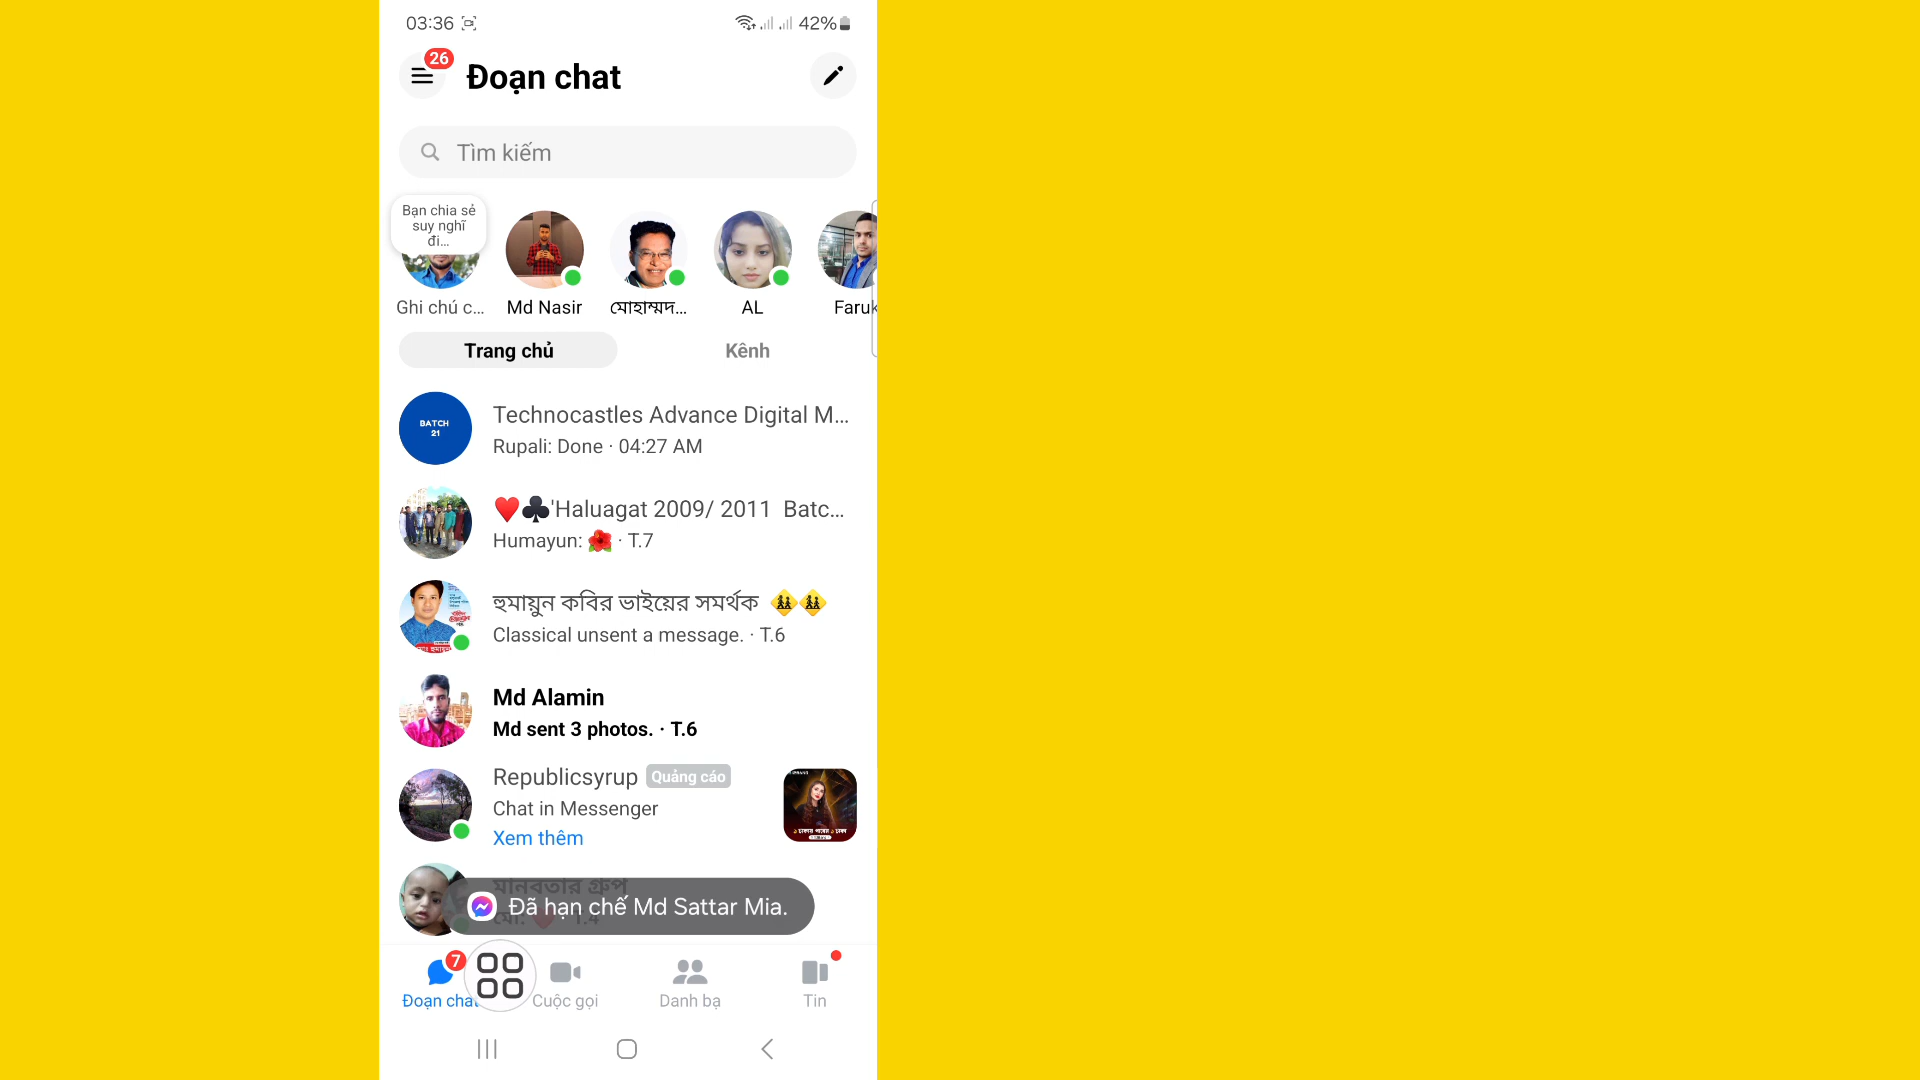 03:36
42%
26
Đoạn chat
Tìm kiếm
Bạn chia sẻ
suy nghĩ
đi...
Ghi chú c...
Md Nasir
মোহাম্মদ...
AL
Faruk
Trang chủ
Kênh
BATCH
21
Technocastles Advance Digital M...
Rupali: Done · 04:27 AM
♥️♣️'Haluagat 2009/ 2011 Batc...
Humayun: 🌺 · T.7
হুমায়ুন কবির ভাইয়ের সমর্থক 🚸🚸
Classical unsent a message. · T.6
Md Alamin
Md sent 3 photos. · T.6
Republicsyrup
Quảng cáo
Chat in Messenger
Xem thêm
মানবতার গ্রুপ
Đã hạn chế Md Sattar Mia.
7
Đoạn chat
Cuộc gọi
Danh bạ
Tin